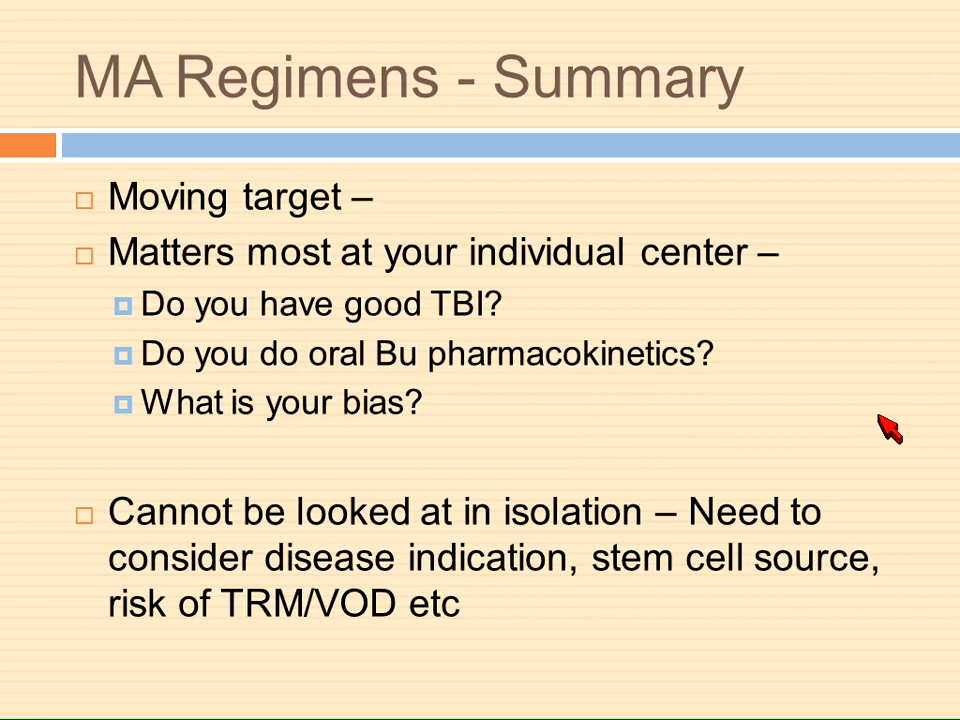 MA Regimens - Summary
Moving target –
Matters most at your individual center –
Do you have good TBI?
Do you do oral Bu pharmacokinetics?
What is your bias?
Cannot be looked at in isolation – Need to
consider disease indication, stem cell source,
risk of TRM/VOD etc